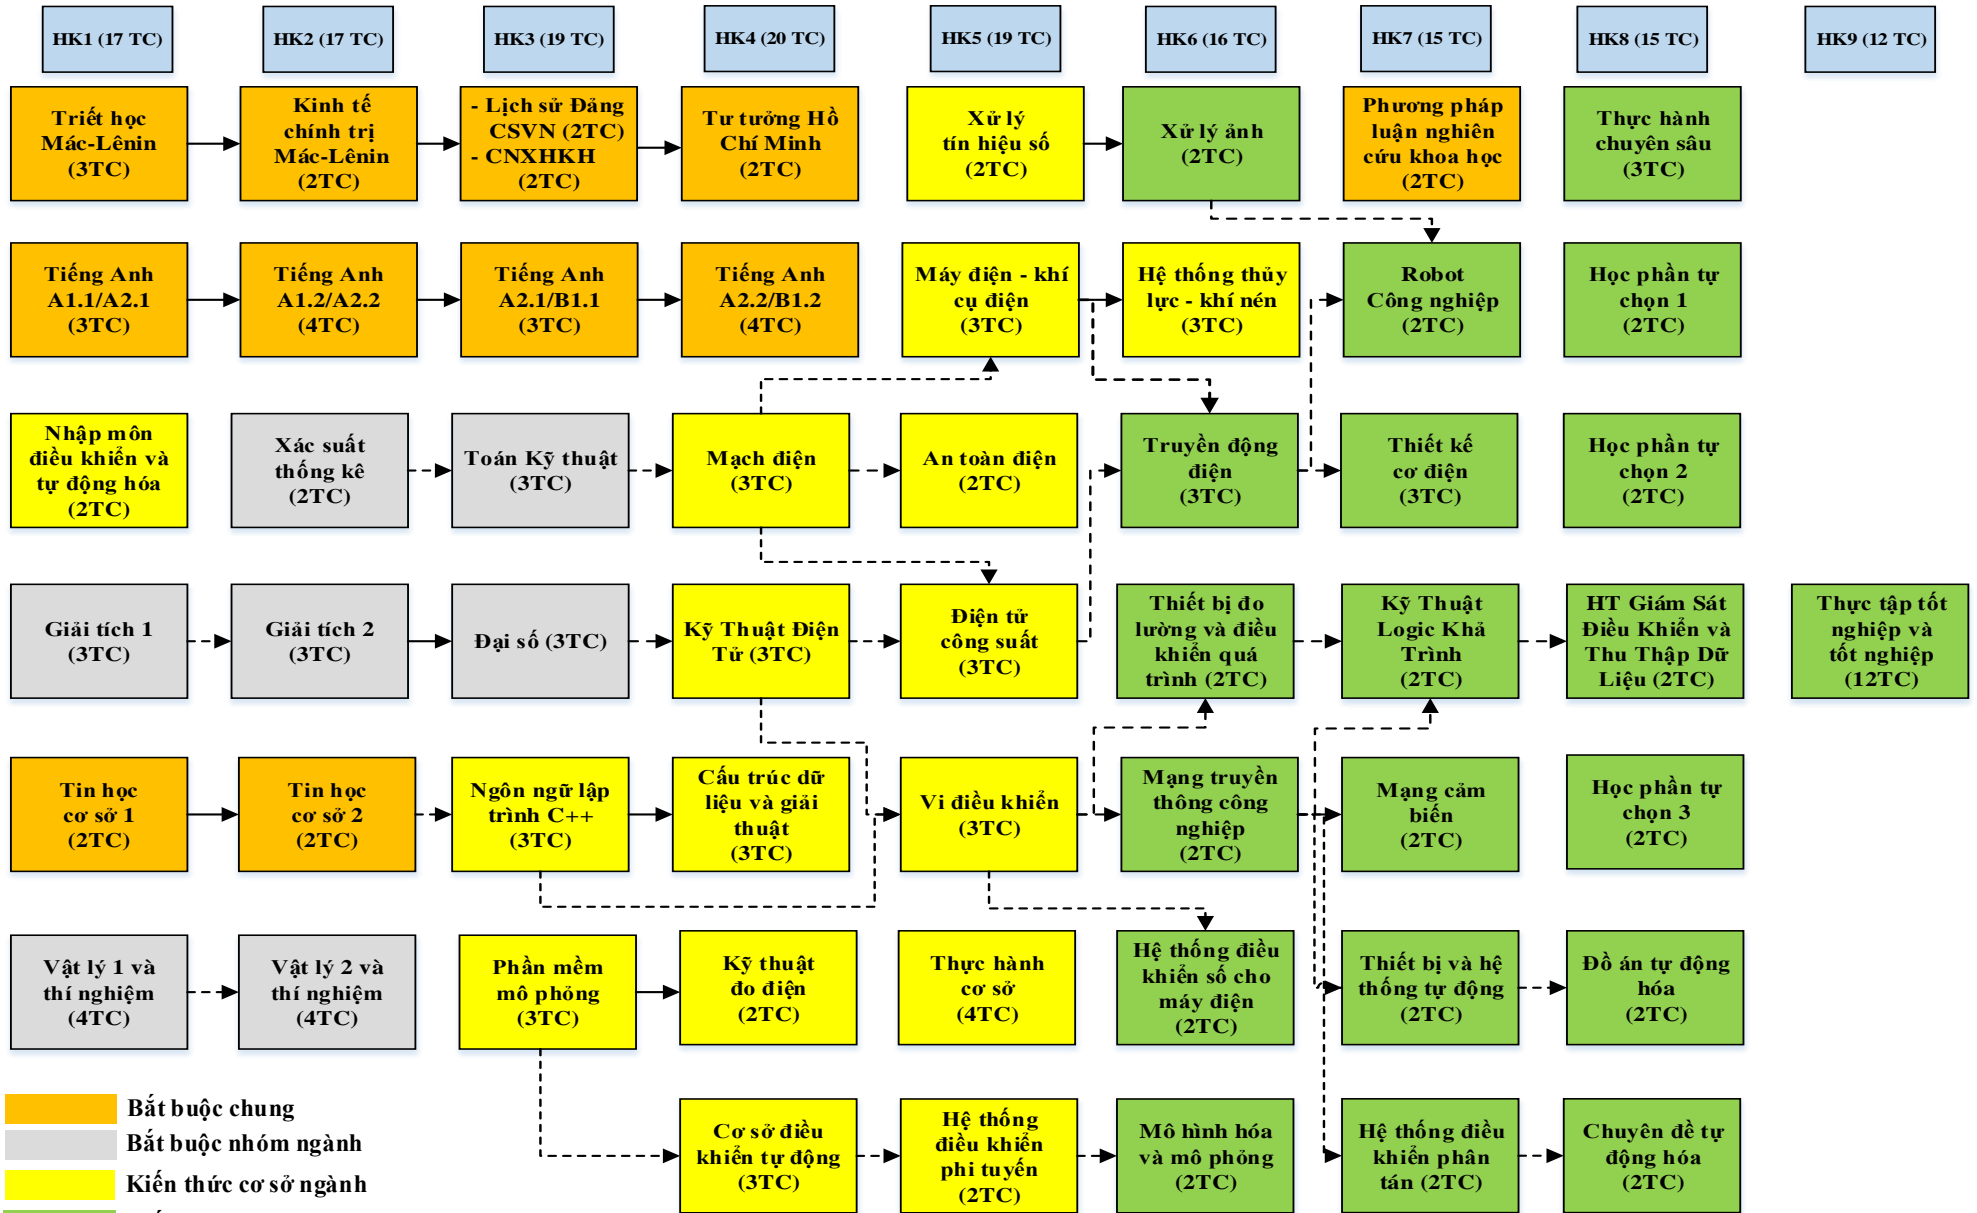 HK1 (17 TC)
HK2 (17 TC)
HK3 (19 TC)
HK4 (20 TC)
HK5 (19 TC)
HK6 (16 TC)
HK7 (15 TC)
HK8 (15 TC)
HK9 (12 TC)
Triết học
Mác-Lênin
(3TC)
Kinh tế
chính trị
Mác-Lênin
(2TC)
- Lịch sử Đảng
CSVN (2TC)
- CNXHKH
(2TC)
Tư tưởng Hồ
Chí Minh
(2TC)
Xử lý
tín hiệu số
(2TC)
Xử lý ảnh
(2TC)
Phương pháp
luận nghiên
cứu khoa học
(2TC)
Thực hành
chuyên sâu
(3TC)
Tiếng Anh
A1.1/A2.1
(3TC)
Tiếng Anh
A1.2/A2.2
(4TC)
Tiếng Anh
A2.1/B1.1
(3TC)
Tiếng Anh
A2.2/B1.2
(4TC)
Máy điện - khí
cụ điện
(3TC)
Hệ thống thủy
lực - khí nén
(3TC)
Robot
Công nghiệp
(2TC)
Học phần tự
chọn 1
(2TC)
Nhập môn
điều khiển và
tự động hóa
(2TC)
Xác suất
thống kê
(2TC)
Toán Kỹ thuật
(3TC)
Mạch điện
(3TC)
An toàn điện
(2TC)
Truyền động
điện
(3TC)
Thiết kế
cơ điện
(3TC)
Học phần tự
chọn 2
(2TC)
Giải tích 1
(3TC)
Giải tích 2
(3TC)
Đại số (3TC)
Kỹ Thuật Điện
Tử (3TC)
Điện tử
công suất
(3TC)
Thiết bị đo
lường và điều
khiển quá
trình (2TC)
Kỹ Thuật
Logic Khả
Trình
(2TC)
HT Giám Sát
Điều Khiển và
Thu Thập Dữ
Liệu (2TC)
Thực tập tốt
nghiệp và
tốt nghiệp
(12TC)
Tin học
cơ sở 1
(2TC)
Tin học
cơ sở 2
(2TC)
Ngôn ngữ lập
trình C++
(3TC)
Cấu trúc dữ
liệu và giải
thuật
(3TC)
Vi điều khiển
(3TC)
Mạng truyền
thông công
nghiệp
(2TC)
Mạng cảm
biến
(2TC)
Học phần tự
chọn 3
(2TC)
Vật lý 1 và
thí nghiệm
(4TC)
Vật lý 2 và
thí nghiệm
(4TC)
Phần mềm
mô phỏng
(3TC)
Kỹ thuật
đo điện
(2TC)
Thực hành
cơ sở
(4TC)
Hệ thống điều
khiển số cho
máy điện
(2TC)
Thiết bị và hệ
thống tự động
(2TC)
Đồ án tự động
hóa
(2TC)
Cơ sở điều
khiển tự động
(3TC)
Hệ thống
điều khiển
phi tuyến
(2TC)
Mô hình hóa
và mô phỏng
(2TC)
Hệ thống điều
khiển phân
tán (2TC)
Chuyên đề tự
động hóa
(2TC)
Bắt buộc chung
Bắt buộc nhóm ngành
Kiến thức cơ sở ngành